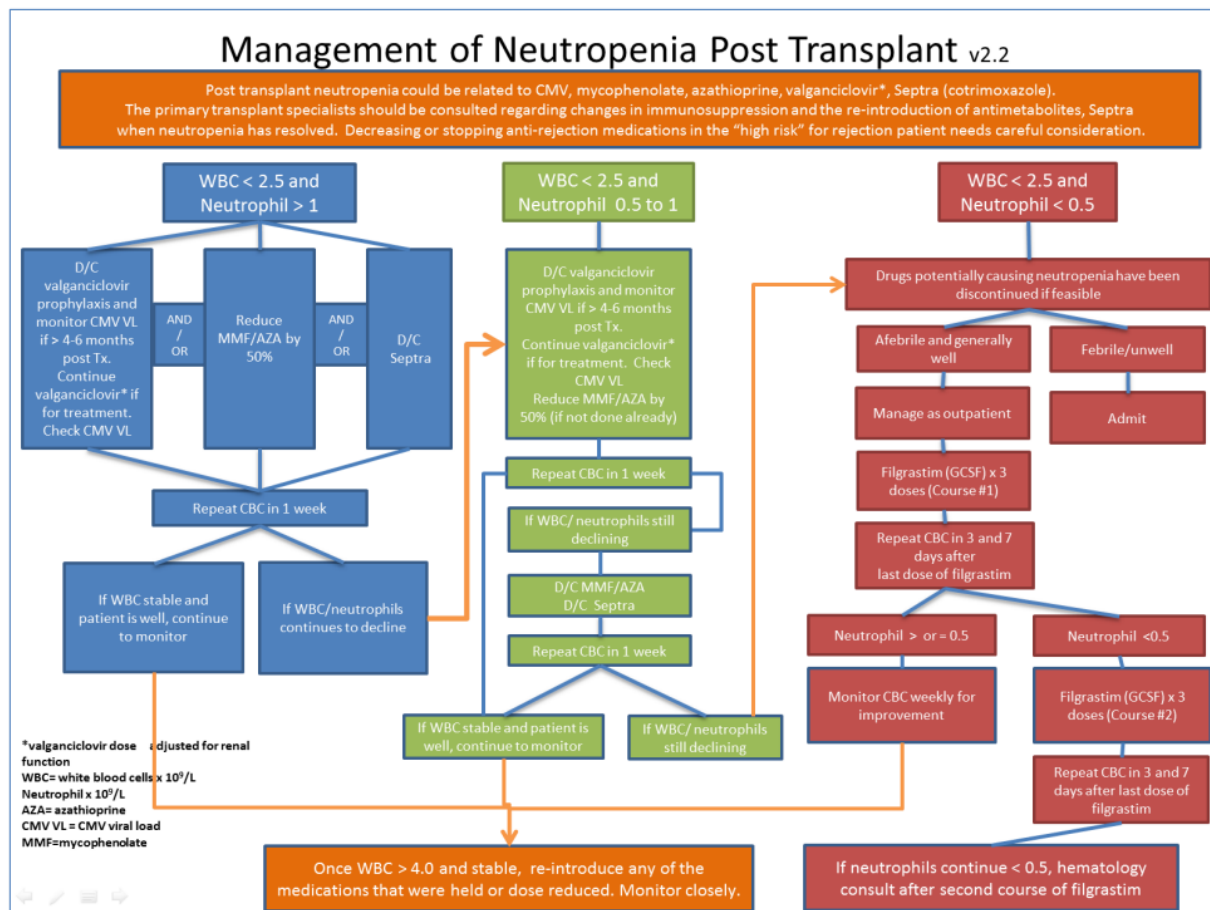 Management of Neutropenia Post Transplant v2.2
Post transplant neutropenia could be related to CMV, mycophenolate, azathioprine, valganciclovir*, Septra (cotrimoxazole).
The primary transplant specialists should be consulted regarding changes in immunosuppression and the re-introduction of antimetabolites, Septra
when neutropenia has resolved. Decreasing or stopping anti-rejection medications in the “high risk” for rejection patient needs careful consideration.
WBC < 2.5 and
Neutrophil > 1
D/C
valganciclovir
prophylaxis and
monitor CMV VL
if > 4-6 months
post Tx.
Continue
valganciclovir* if
for treatment.
Check CMV VL
AND
/
OR
Reduce
MMF/AZA by
50%
AND
/
OR
D/C
Septra
Repeat CBC in 1 week
If WBC stable and
patient is well, continue
to monitor
If WBC/neutrophils
continues to decline
WBC < 2.5 and
Neutrophil 0.5 to 1
D/C valganciclovir
prophylaxis and monitor
CMV VL if > 4-6 months
post Tx.
Continue valganciclovir*
if for treatment. Check
CMV VL
Reduce MMF/AZA by
50% (if not done already)
Repeat CBC in 1 week
If WBC/ neutrophils still
declining
D/C MMF/AZA
D/C Septra
Repeat CBC in 1 week
If WBC stable and patient is
well, continue to monitor
If WBC/ neutrophils
still declining
WBC < 2.5 and
Neutrophil < 0.5
Drugs potentially causing neutropenia have been
discontinued if feasible
Afebrile and generally
well
Febrile/unwell
Manage as outpatient
Admit
Filgrastim (GCSF) x 3
doses (Course #1)
Repeat CBC in 3 and 7
days after
last dose of filgrastim
Neutrophil > or = 0.5
Neutrophil <0.5
Monitor CBC weekly for
improvement
Filgrastim (GCSF) x 3
doses (Course #2)
Repeat CBC in 3 and 7
days after last dose of
filgrastim
If neutrophils continue < 0.5, hematology
consult after second course of filgrastim
Once WBC > 4.0 and stable, re-introduce any of the
medications that were held or dose reduced. Monitor closely.
*valganciclovir dose adjusted for renal
function
WBC= white blood cells x 10⁹/L
Neutrophil x 10⁹/L
AZA= azathioprine
CMV VL = CMV viral load
MMF=mycophenolate